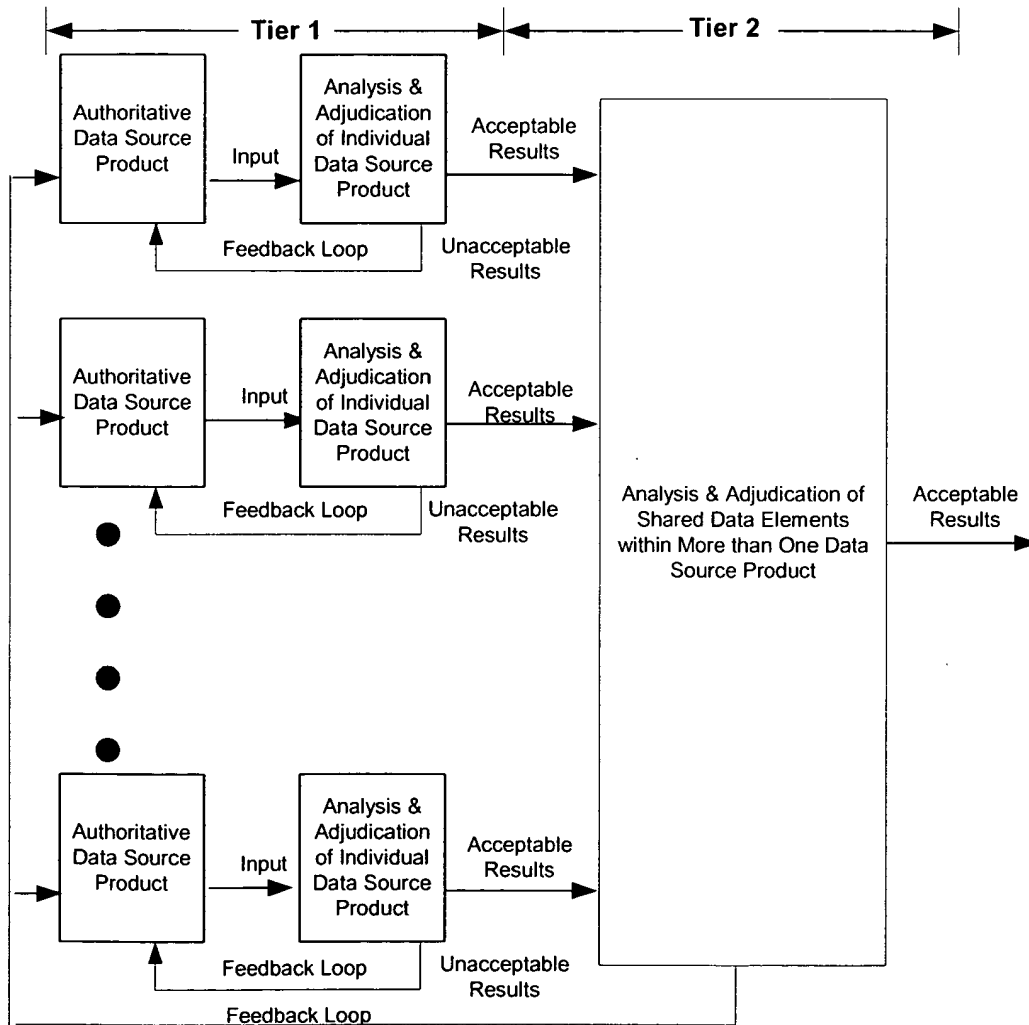 Tier 1
Tier 2
Authoritative
Data Source
Product
Input
Analysis &
Adjudication
of Individual
Data Source
Product
Acceptable
Results
Feedback Loop
Unacceptable
Results
Authoritative
Data Source
Product
Input
Analysis &
Adjudication
of Individual
Data Source
Product
Acceptable
Results
Feedback Loop
Unacceptable
Results
Analysis & Adjudication of
Shared Data Elements
within More than One Data
Source Product
Acceptable
Results
Authoritative
Data Source
Product
Input
Analysis &
Adjudication
of Individual
Data Source
Product
Acceptable
Results
Feedback Loop
Unacceptable
Results
Feedback Loop